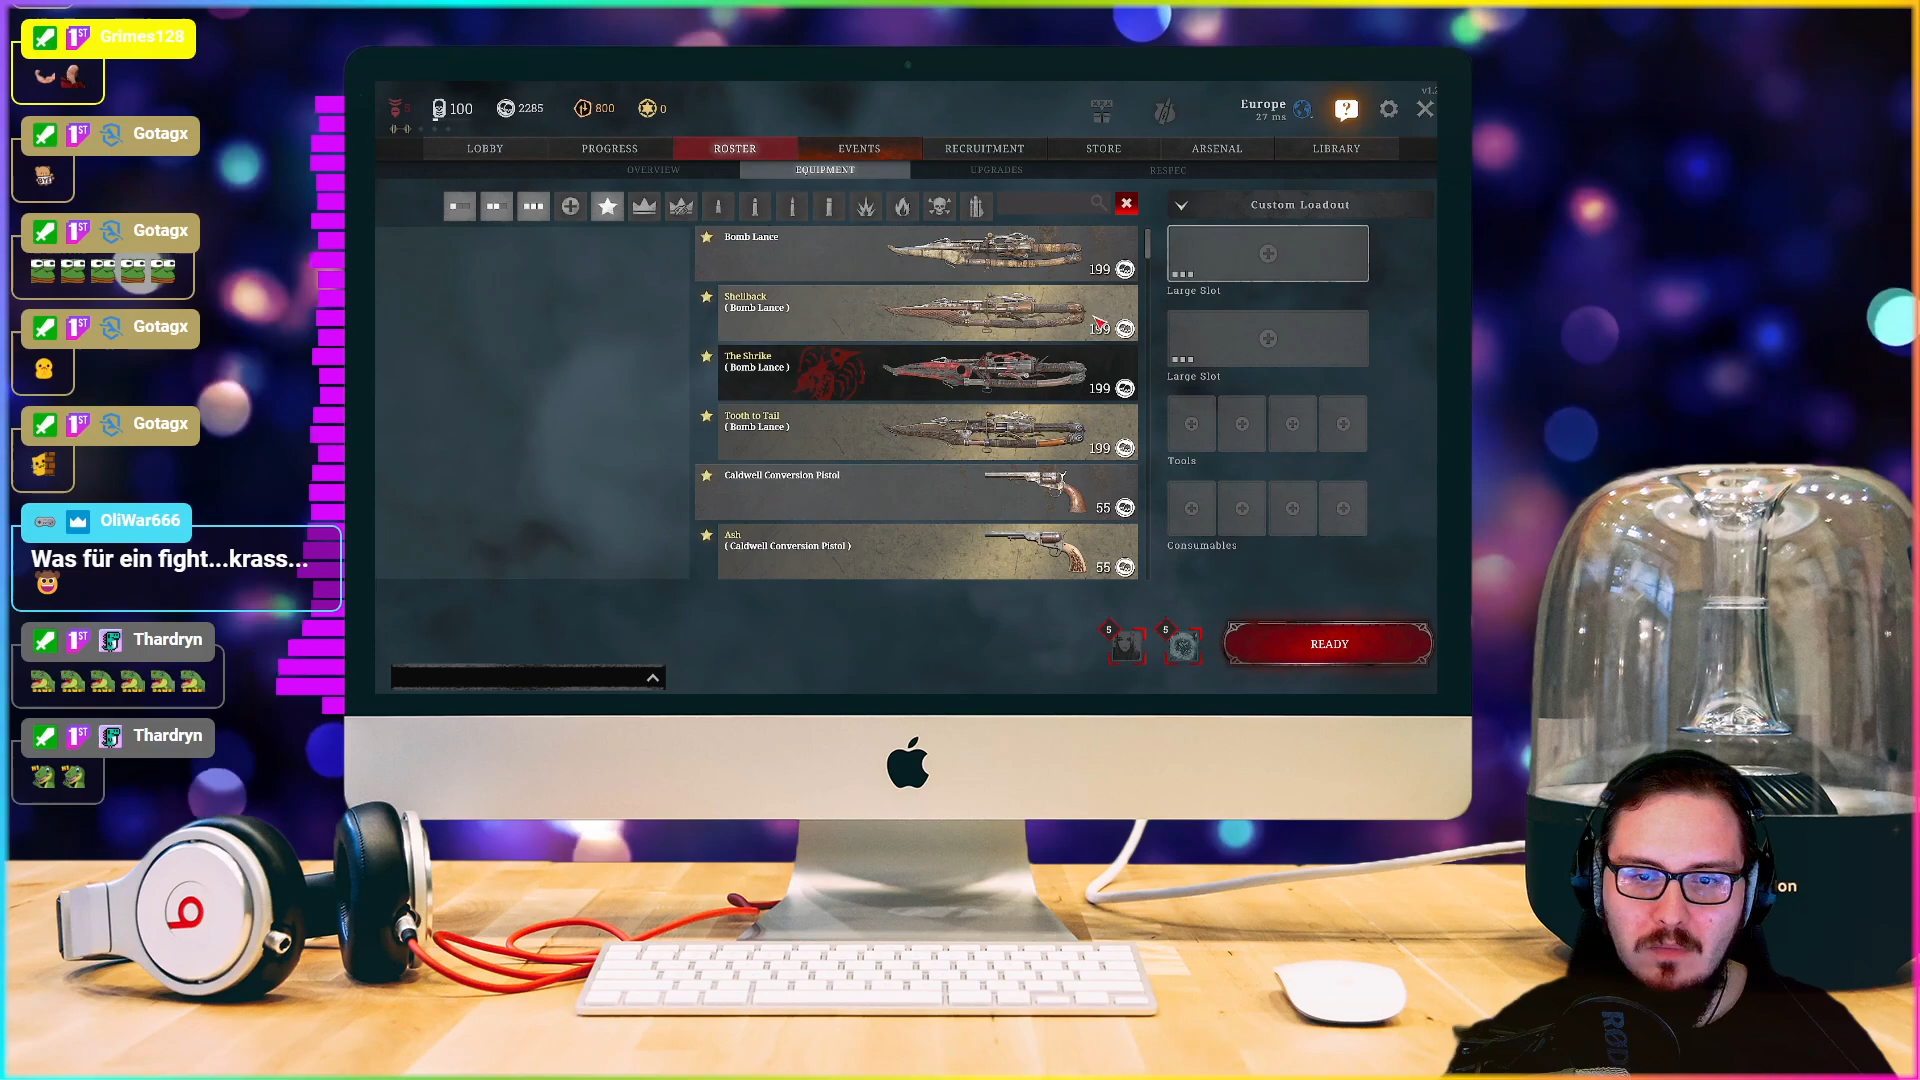 Grimes128
Gotagx
Gotagx
Gotagx
Gotagx
OliWar666
Was für ein fight...krass...
Thardryn
Thardryn
5
100
2285
800
0
Europe
27 ms
LOBBY
PROGRESS
ROSTER
EVENTS
RECRUITMENT
STORE
ARSENAL
LIBRARY
OVERVIEW
EQUIPMENT
UPGRADES
RESPEC
Bomb Lance
199
Shellback
( Bomb Lance )
199
The Shrike
( Bomb Lance )
199
Tooth to Tail
( Bomb Lance )
199
Caldwell Conversion Pistol
55
Ash
( Caldwell Conversion Pistol )
55
Custom Loadout
Large Slot
Large Slot
Tools
Consumables
5
5
READY
on